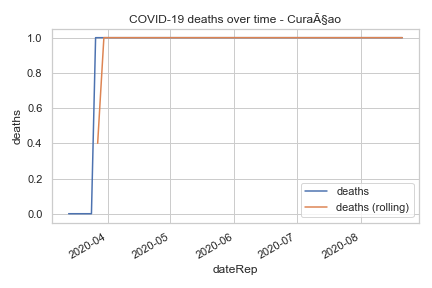 COVID-19 deaths over time - CuraÃ§ao
deaths
1.0
0.8
0.6
0.4
0.2
0.0
deaths
deaths (rolling)
2020-04
2020-05
2020-06
2020-07
2020-08
dateRep